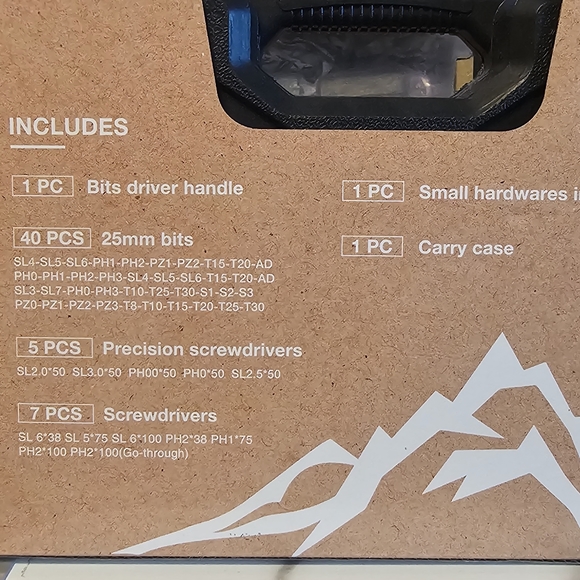 INCLUDES
1 PC Bits driver handle
40 PCS 25mm bits
SL4-SL5-SL6-PH1-PH2-PZ1-PZ2-T15-T20-AD
PH0-PH1-PH2-PH3-SL4-SL5-SL6-T15-T20-AD
SL3-SL7-PH0-PH3-T10-T25-T30-S1-S2-S3
PZ0-PZ1-PZ2-PZ3-T8-T10-T15-T20-T25-T30
5 PCS Precision screwdrivers
SL2.0*50 SL3.0*50 PH00*50 PH0*50 SL2.5*50
7 PCS Screwdrivers
SL 6*38 SL 5*75 SL 6*100 PH2*38 PH1*75
PH2*100 PH2*100(Go-through)
1 PC Small hardwares
1 PC Carry case